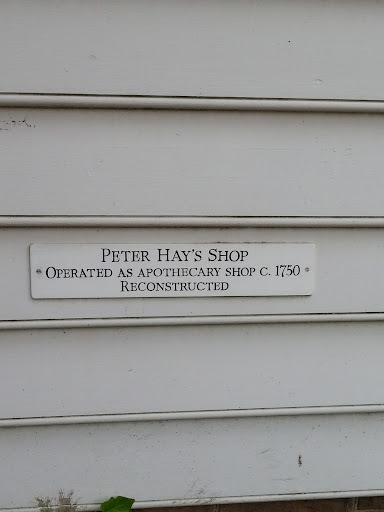 Peter Hay's Shop
Operated as apothecary shop c. 1750
Reconstructed